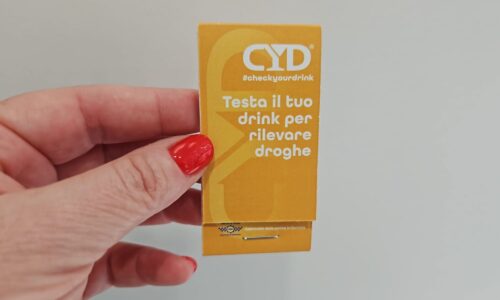 CYD®
#checkyourdrink
Testa il tuo
drink per
rilevare
droghe